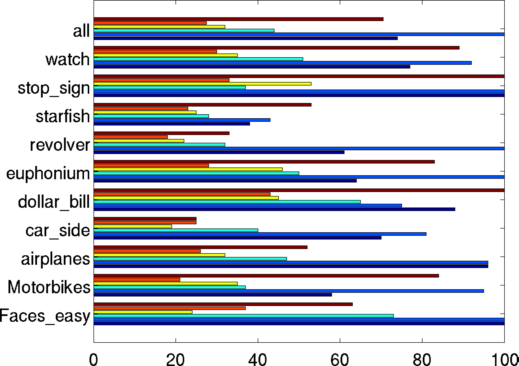 all
watch
stop_sign
starfish
revolver
euphonium
dollar_bill
car_side
airplanes
Motorbikes
Faces_easy
0 20 40 60 80 100